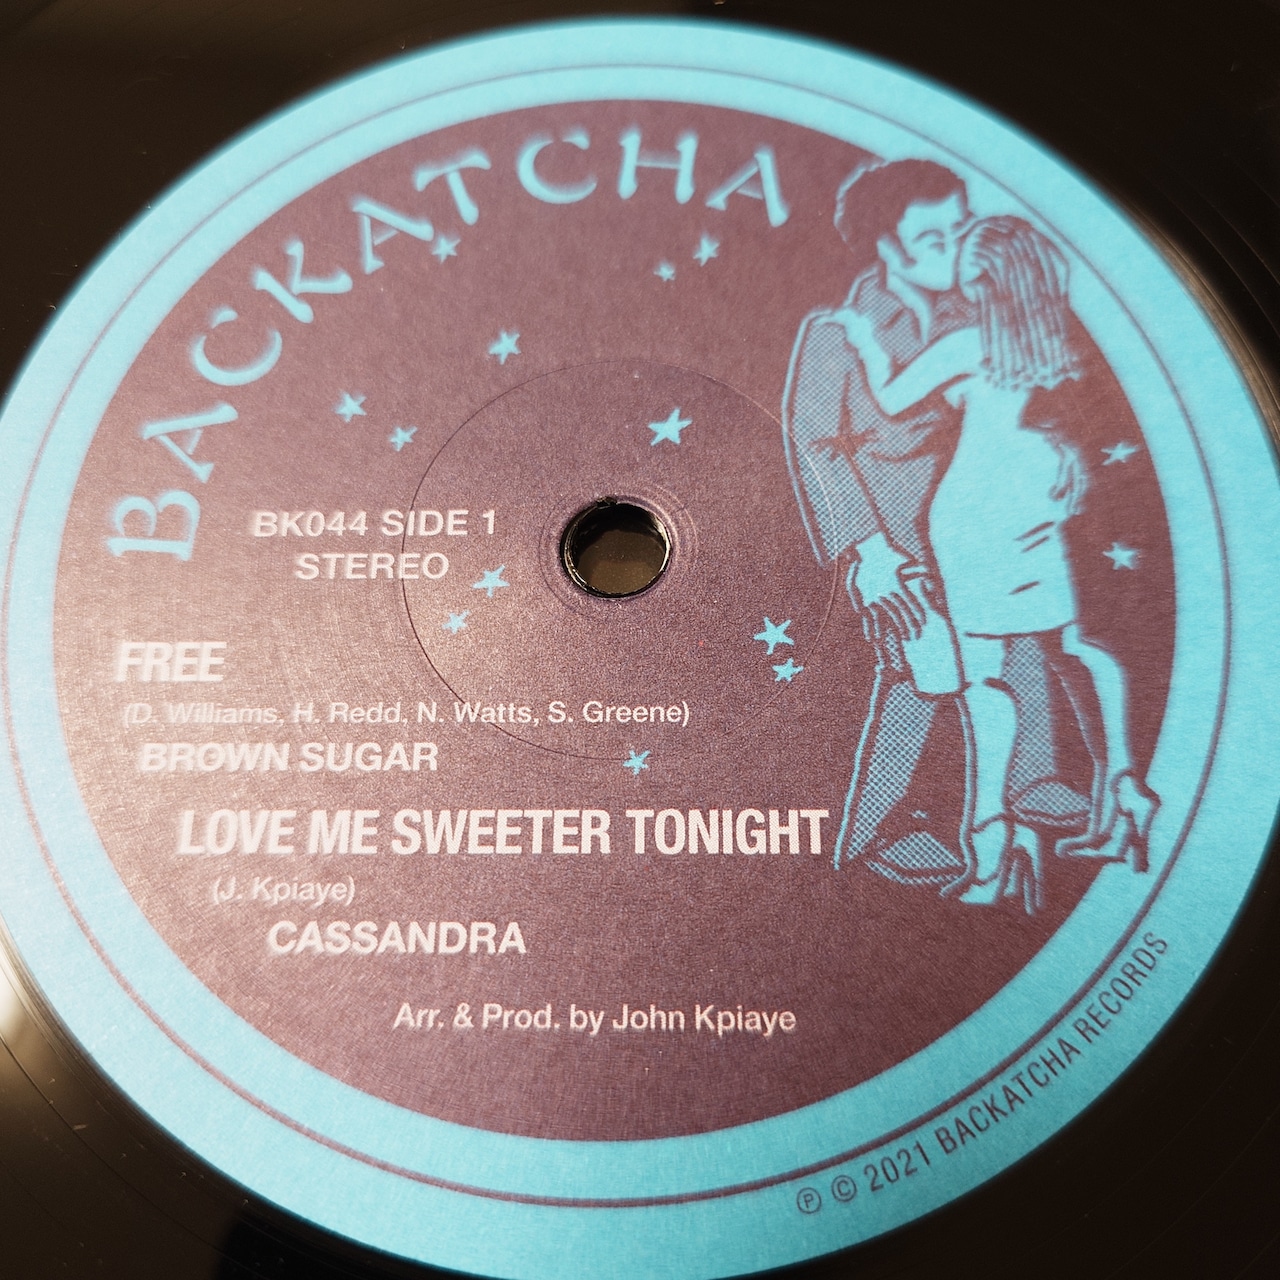 BACKATCHA
BK044 SIDE 1
STEREO
FREE
(D. Williams, H. Redd, N. Watts, S. Greene)
BROWN SUGAR
LOVE ME SWEETER TONIGHT
(J. Kpiaye)
CASSANDRA
Arr. & Prod. by John Kpiaye
℗ © 2021 BACKATCHA RECORDS